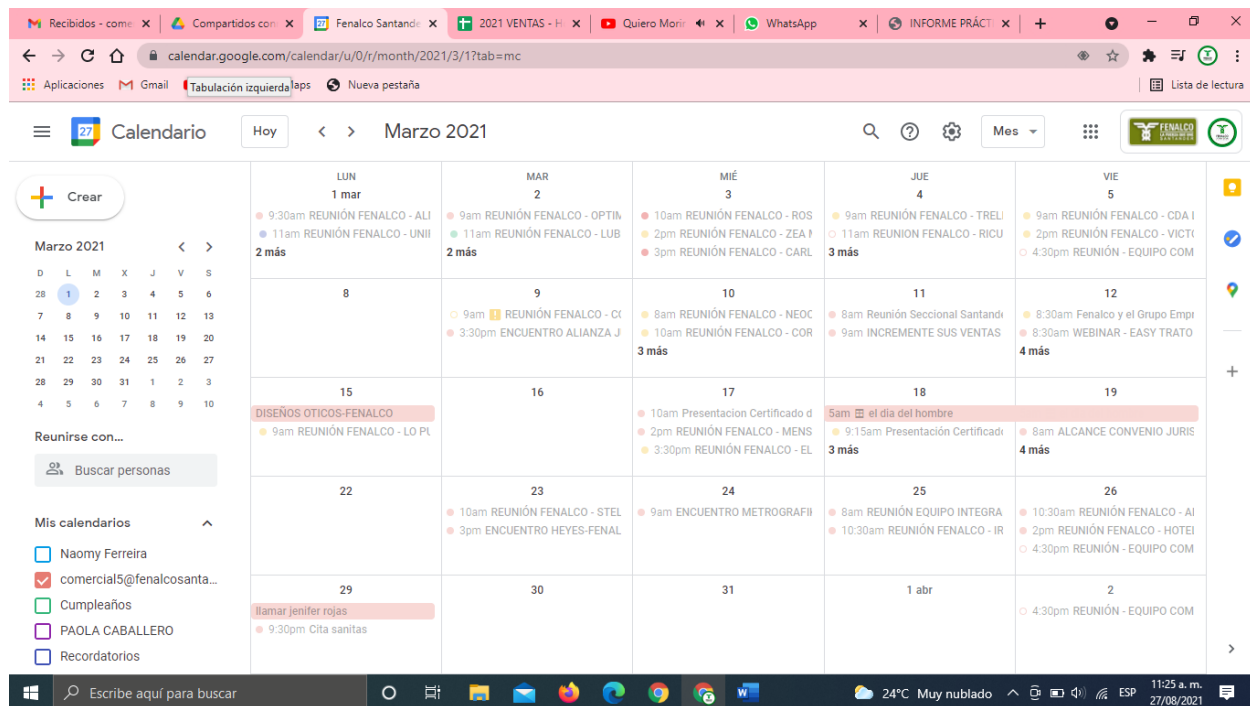 Recibidos - come
Compartidos con
Fenalco Santande
2021 VENTAS - H
Quiero Morir
WhatsApp
INFORME PRÁCT
calendar.google.com/calendar/u/0/r/month/2021/3/1?tab=mc
Aplicaciones Gmail Tabulación izquierda laps Nueva pestaña Lista de lectura
27 Calendario Hoy Marzo 2021 Mes FENALCO
Crear
Marzo 2021
D L M X J V S
28 1 2 3 4 5 6
7 8 9 10 11 12 13
14 15 16 17 18 19 20
21 22 23 24 25 26 27
28 29 30 31 1 2 3
4 5 6 7 8 9 10
Reunirse con...
Buscar personas
Mis calendarios
Naomy Ferreira
comercial5@fenalcosanta...
Cumpleaños
PAOLA CABALLERO
Recordatorios
LUN MAR MIÉ JUE VIE
1 mar 2 3 4 5
9:30am REUNIÓN FENALCO - ALI
11am REUNIÓN FENALCO - UNII
2 más
9am REUNIÓN FENALCO - OPTIM
11am REUNIÓN FENALCO - LUB
2 más
10am REUNIÓN FENALCO - ROS
2pm REUNIÓN FENALCO - ZEA
3pm REUNIÓN FENALCO - CARL
9am REUNIÓN FENALCO - TREL
11am REUNION FENALCO - RICU
3 más
9am REUNIÓN FENALCO - CDA
2pm REUNIÓN FENALCO - VICT
4:30pm REUNIÓN - EQUIPO COM
8 9 10 11 12
9am REUNIÓN FENALCO - CO
3:30pm ENCUENTRO ALIANZA J
8am REUNIÓN FENALCO - NEOC
10am REUNIÓN FENALCO - COR
3 más
8am Reunión Seccional Santande
9am INCREMENTE SUS VENTAS
8:30am Fenalco y el Grupo Empr
8:30am WEBINAR - EASY TRATO
4 más
15 16 17 18 19
DISEÑOS OTICOS-FENALCO
9am REUNIÓN FENALCO - LO PU
10am Presentacion Certificado d
2pm REUNIÓN FENALCO - MENS
3:30pm REUNIÓN FENALCO - EL
5am el dia del hombre
9:15am Presentación Certificado
3 más
8am ALCANCE CONVENIO JURIS
4 más
22 23 24 25 26
10am REUNIÓN FENALCO - STEL
3pm ENCUENTRO HEYES-FENAL
9am ENCUENTRO METROGRAFI
8am REUNIÓN EQUIPO INTEGRA
10:30am REUNIÓN FENALCO - IR
10:30am REUNIÓN FENALCO - Al
2pm REUNIÓN FENALCO - HOTEL
4:30pm REUNIÓN - EQUIPO COM
29 30 31 1 abr 2
llamar jenifer rojas
9:30pm Cita sanitas
4:30pm REUNIÓN - EQUIPO COM
Escribe aquí para buscar
24°C Muy nublado ESP 11:25 a. m.
27/08/2021